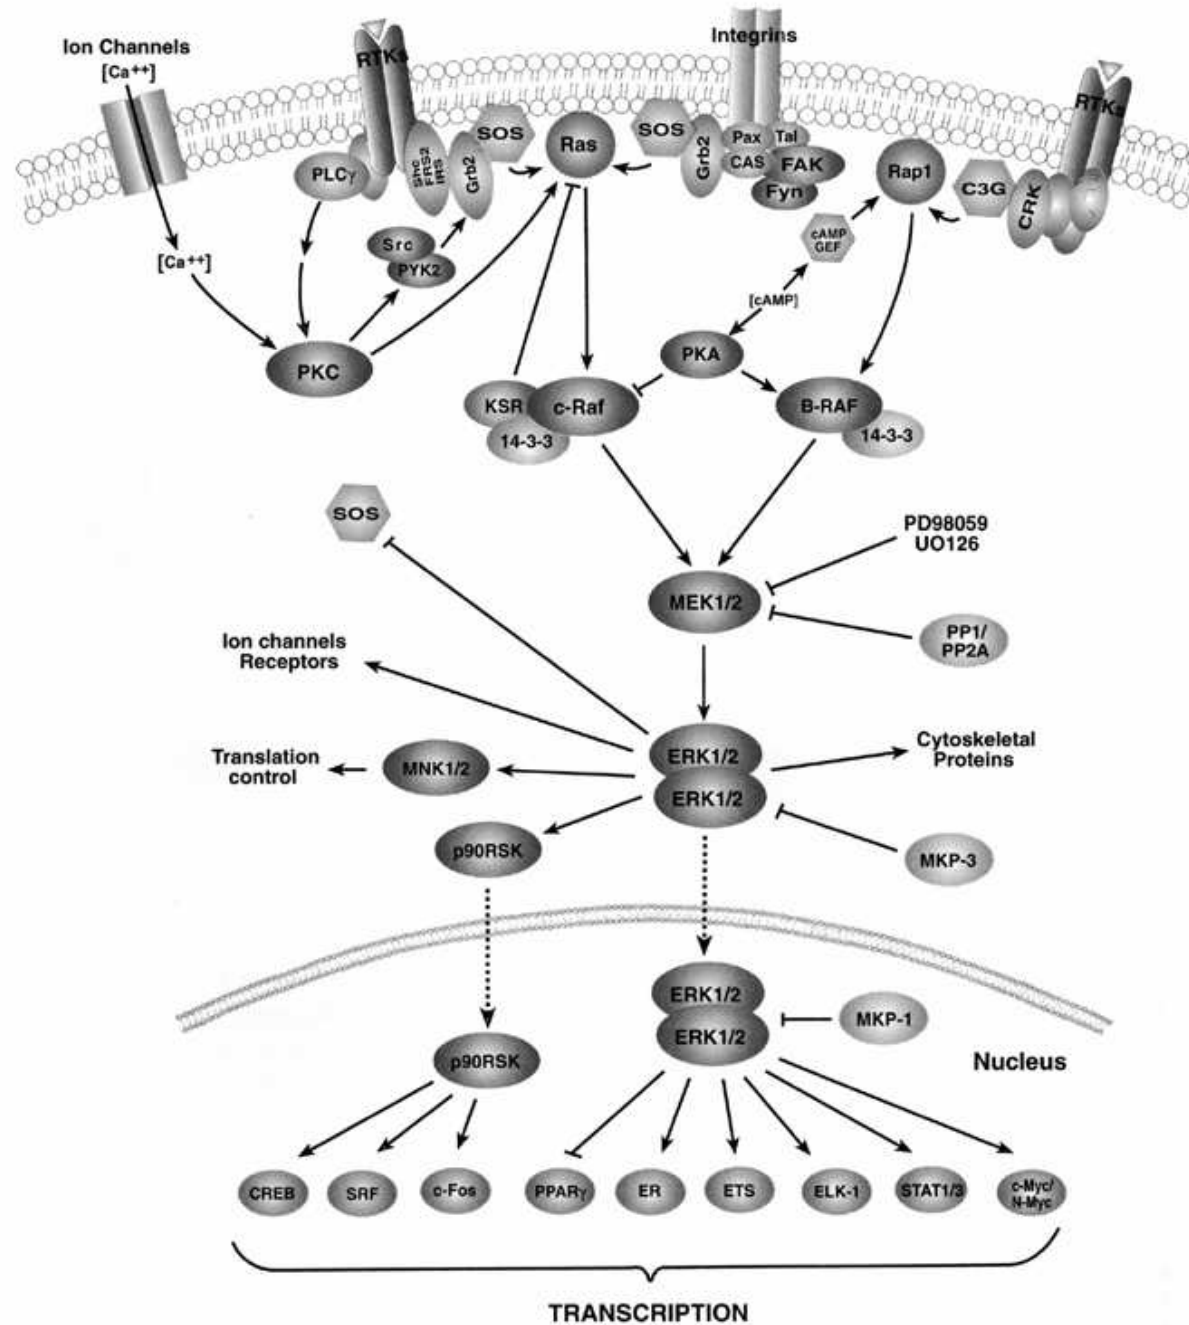 Ion Channels
[Ca++]
RTKs
Integrins
RTKs
SOS
Ras
SOS
Grb2
Pax
Tal
CAS
FAK
Fyn
Rap1
C3G
CRK
PLCγ
Shc
FRS2
IRS
Grb2
[Ca++]
Src
PYK2
cAMP
GEF
[cAMP]
PKC
PKA
KSR
c-Raf
14-3-3
B-RAF
14-3-3
SOS
PD98059
UO126
MEK1/2
PP1/
PP2A
Ion channels
Receptors
ERK1/2
ERK1/2
Cytoskeletal
Proteins
Translation
control
MNK1/2
p90RSK
MKP-3
ERK1/2
ERK1/2
MKP-1
p90RSK
Nucleus
CREB
SRF
c-Fos
PPARγ
ER
ETS
ELK-1
STAT1/3
c-Myc/
N-Myc
TRANSCRIPTION